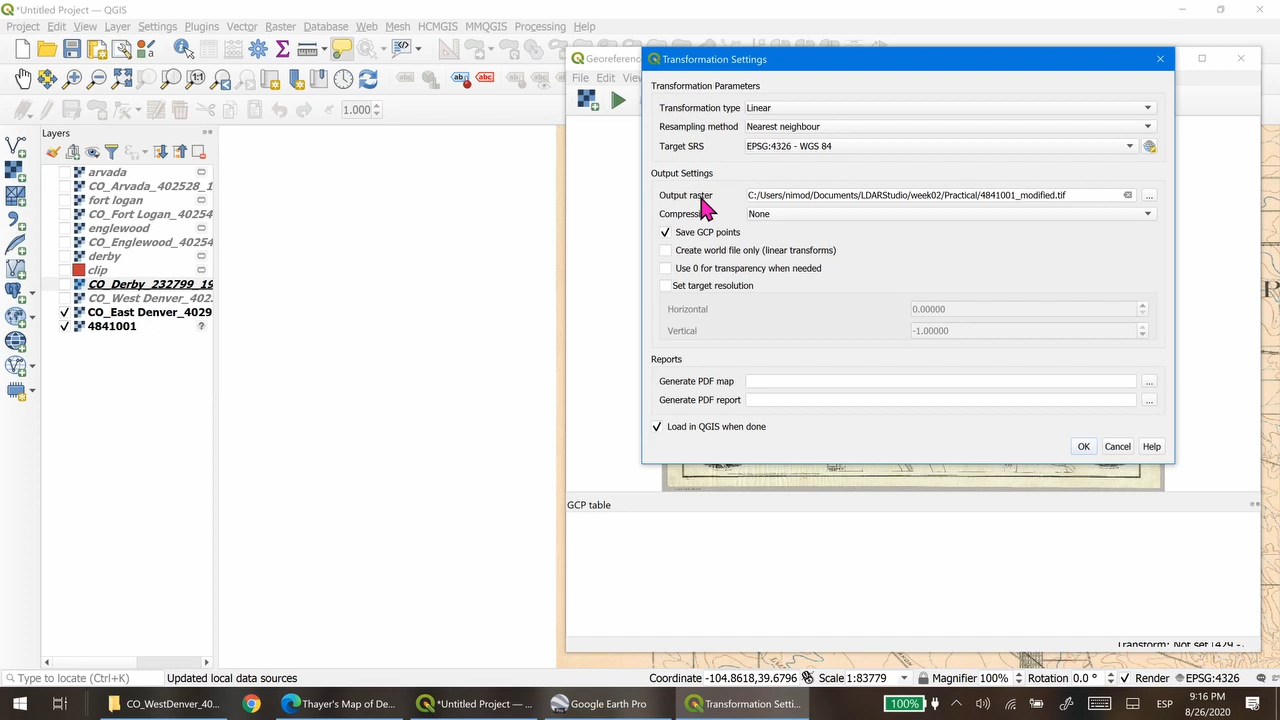 *Untitled Project — QGIS
Project Edit View Layer Settings Plugins Vector Raster Database Web Mesh HCMGIS MMQGIS Processing Help
1.000
Layers
arvada
CO_Arvada_402528_1
fort logan
CO_Fort Logan_40254
englewood
CO_Englewood_40254
derby
clip
CO_Derby_232799_19
CO_West Denver_402
CO_East Denver_4029
4841001
Georeferenc
File Edit View
Transformation Settings
Transformation Parameters
Transformation type Linear
Resampling method Nearest neighbour
Target SRS EPSG:4326 - WGS 84
Output Settings
Output raster C:/Users/nimod/Documents/LDARStudio/week02/Practical/4841001_modified.tif
...
Compress None
Save GCP points
Create world file only (linear transforms)
Use 0 for transparency when needed
Set target resolution
Horizontal 0.00000
Vertical -1.00000
Reports
Generate PDF map ...
Generate PDF report ...
Load in QGIS when done
OK Cancel Help
GCP table
Type to locate (Ctrl+K) Updated local data sources Coordinate -104.8618,39.6796 Scale 1:83779 Magnifier 100% Rotation 0.0 ° Render EPSG:4326
CO_WestDenver_40... Thayer's Map of De... *Untitled Project — ... Google Earth Pro Transformation Setti... 100% ESP
9:16 PM
8/26/2020